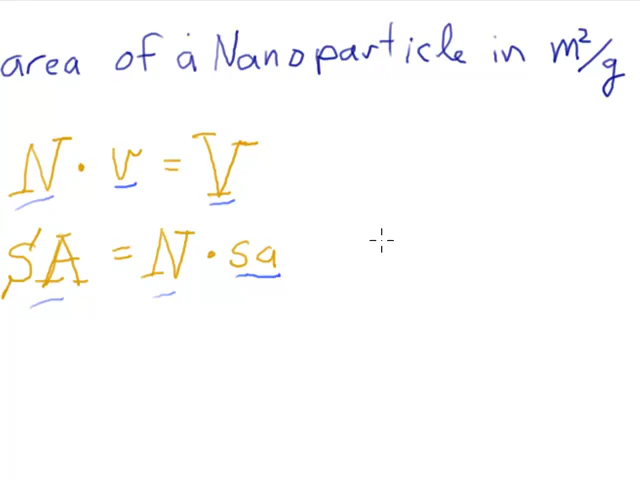 area of a Nanoparticle in m²/g
N · v = V
SA = N · sa